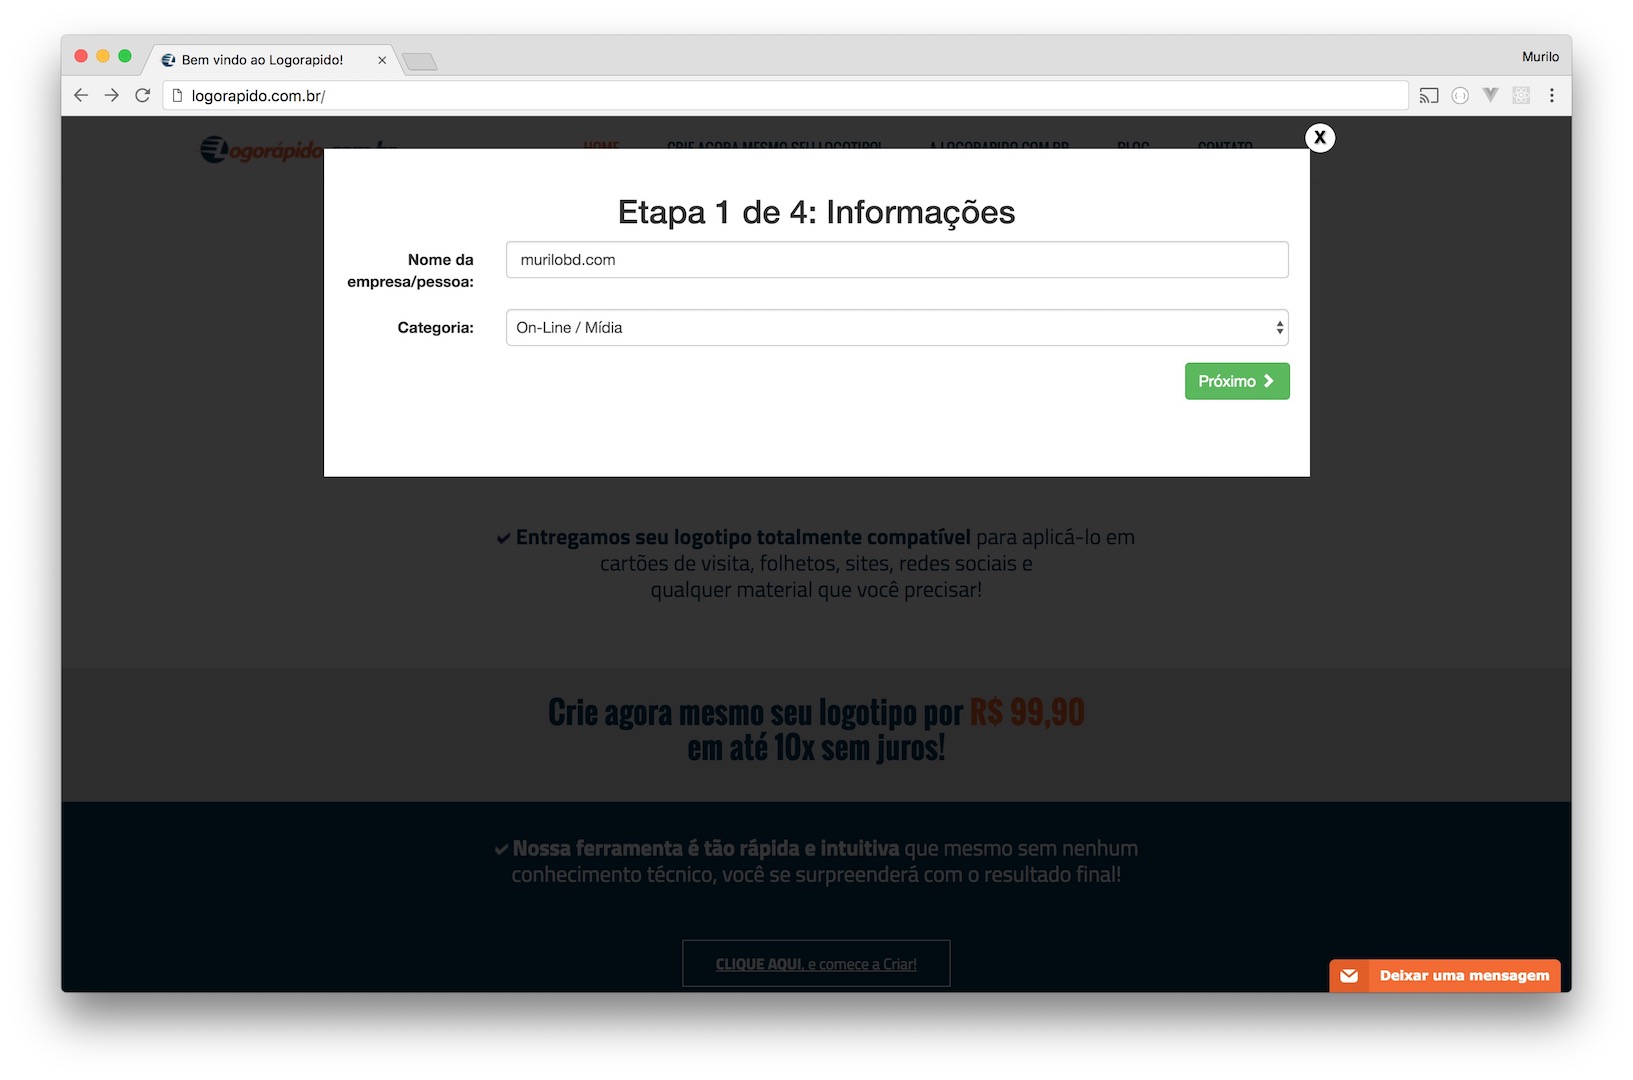 Bem vindo ao Logorapido!
Murilo
logorapido.com.br/
X
HOME
Etapa 1 de 4: Informações
Nome da
empresa/pessoa:
murilobd.com
Categoria:
On-Line / Mídia
Próximo
Entregamos seu logotipo totalmente compatível para aplicá-lo em
cartões de visita, folhetos, sites, redes sociais e
qualquer material que você precisar!
Crie agora mesmo seu logotipo por R$ 99,90
em até 10x sem juros!
Nossa ferramenta é tão rápida e intuitiva que mesmo sem nenhum
conhecimento técnico, você se surpreenderá com o resultado final!
CLIQUE AQUI, e comece a Criar!
Deixar uma mensagem